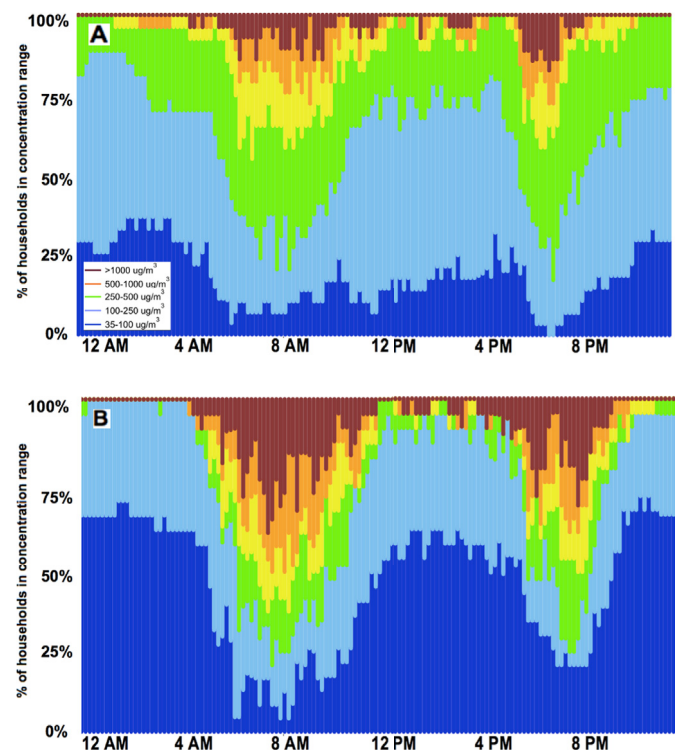 % of households in concentration range
100%
75%
50%
25%
0%
A
>1000 ug/m³
500-1000 ug/m³
250-500 ug/m³
100-250 ug/m³
35-100 ug/m³
12 AM 4 AM 8 AM 12 PM 4 PM 8 PM
% of households in concentration range
100%
75%
50%
25%
0%
B
12 AM 4 AM 8 AM 12 PM 4 PM 8 PM